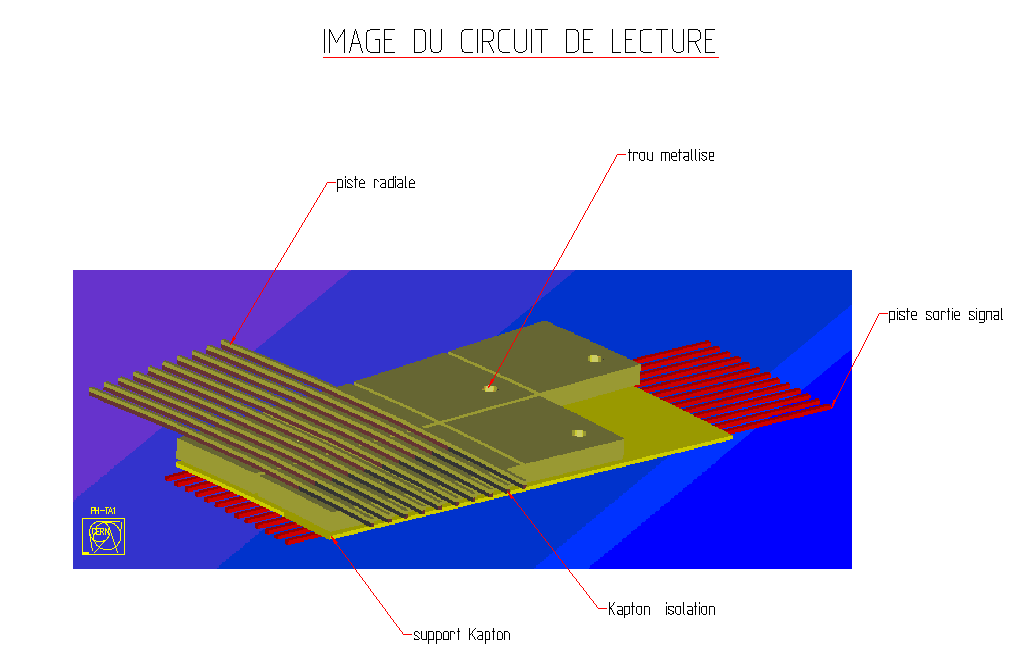 IMAGE DU CIRCUIT DE LECTURE
trou metallise
piste radiale
piste sortie signal
PH-TA1
CERN
Kapton isolation
support Kapton